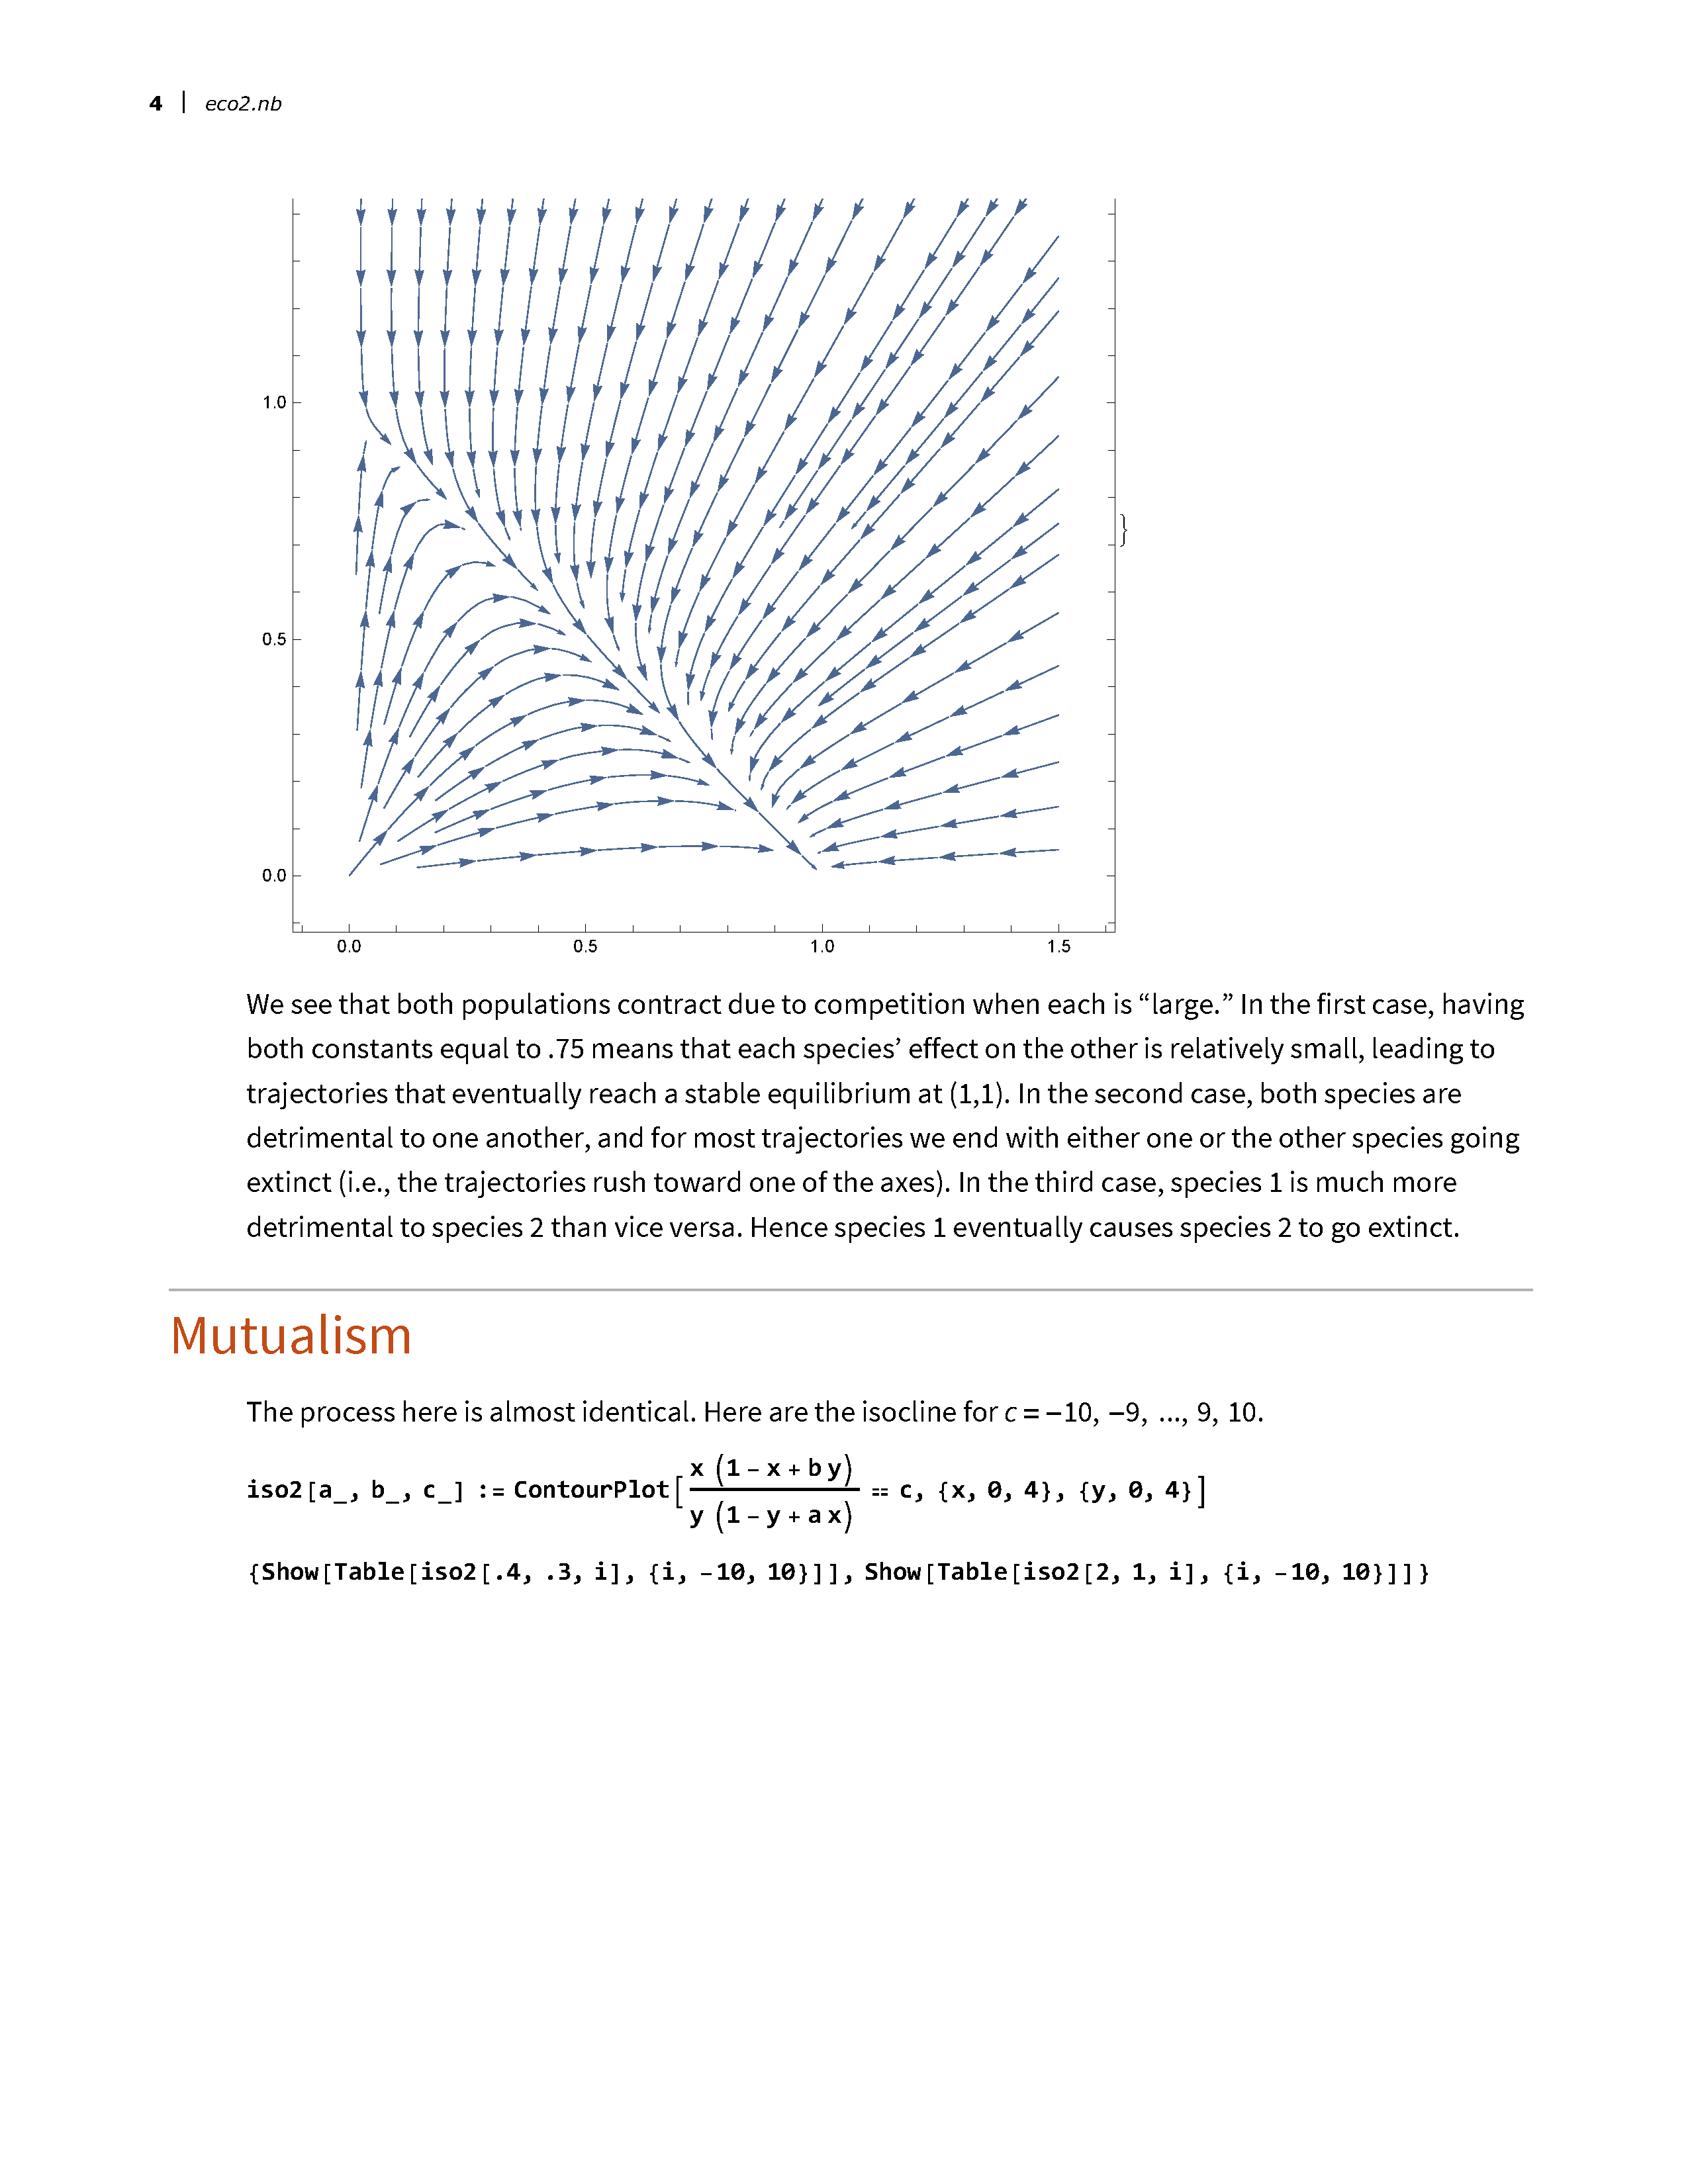 4 | eco2.nb
1.0
0.5
0.0
0.0 0.5 1.0 1.5
}
We see that both populations contract due to competition when each is “large.” In the first case, having
both constants equal to .75 means that each species’ effect on the other is relatively small, leading to
trajectories that eventually reach a stable equilibrium at (1,1). In the second case, both species are
detrimental to one another, and for most trajectories we end with either one or the other species going
extinct (i.e., the trajectories rush toward one of the axes). In the third case, species 1 is much more
detrimental to species 2 than vice versa. Hence species 1 eventually causes species 2 to go extinct.
Mutualism
The process here is almost identical. Here are the isocline for c = −10, −9, ..., 9, 10.
iso2[a_, b_, c_] := ContourPlot[x (1 - x + b y) / y (1 - y + a x) == c, {x, 0, 4}, {y, 0, 4}]
{Show[Table[iso2[.4, .3, i], {i, -10, 10}]], Show[Table[iso2[2, 1, i], {i, -10, 10}]]}